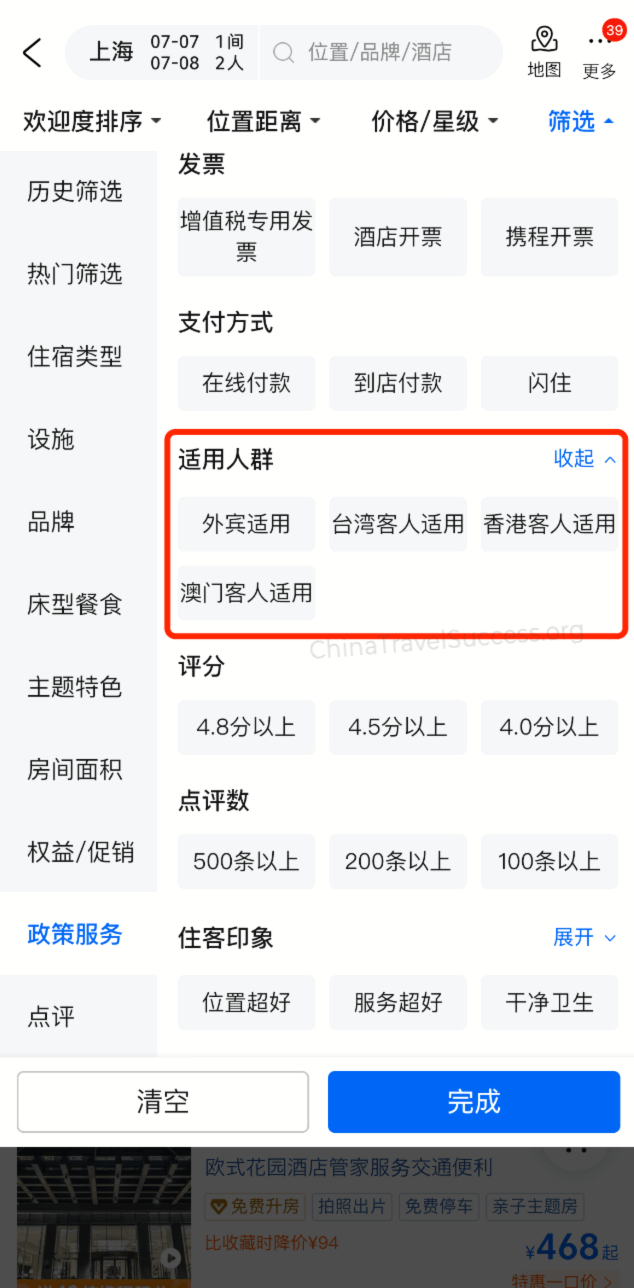 上海 07-07 1间
07-08 2人
位置/品牌/酒店
地图
39
更多
欢迎度排序
位置距离
价格/星级
筛选
历史筛选
热门筛选
住宿类型
设施
品牌
床型餐食
主题特色
房间面积
权益/促销
政策服务
点评
发票
增值税专用发
票
酒店开票
携程开票
支付方式
在线付款
到店付款
闪住
适用人群
收起
外宾适用
台湾客人适用
香港客人适用
澳门客人适用
ChinaTravelSuccess.org
评分
4.8分以上
4.5分以上
4.0分以上
点评数
500条以上
200条以上
100条以上
住客印象
展开
位置超好
服务超好
干净卫生
清空
完成
欧式花园酒店管家服务交通便利
免费升房
拍照出片
免费停车
亲子主题房
比收藏时降价¥94
¥468起
特惠一口价